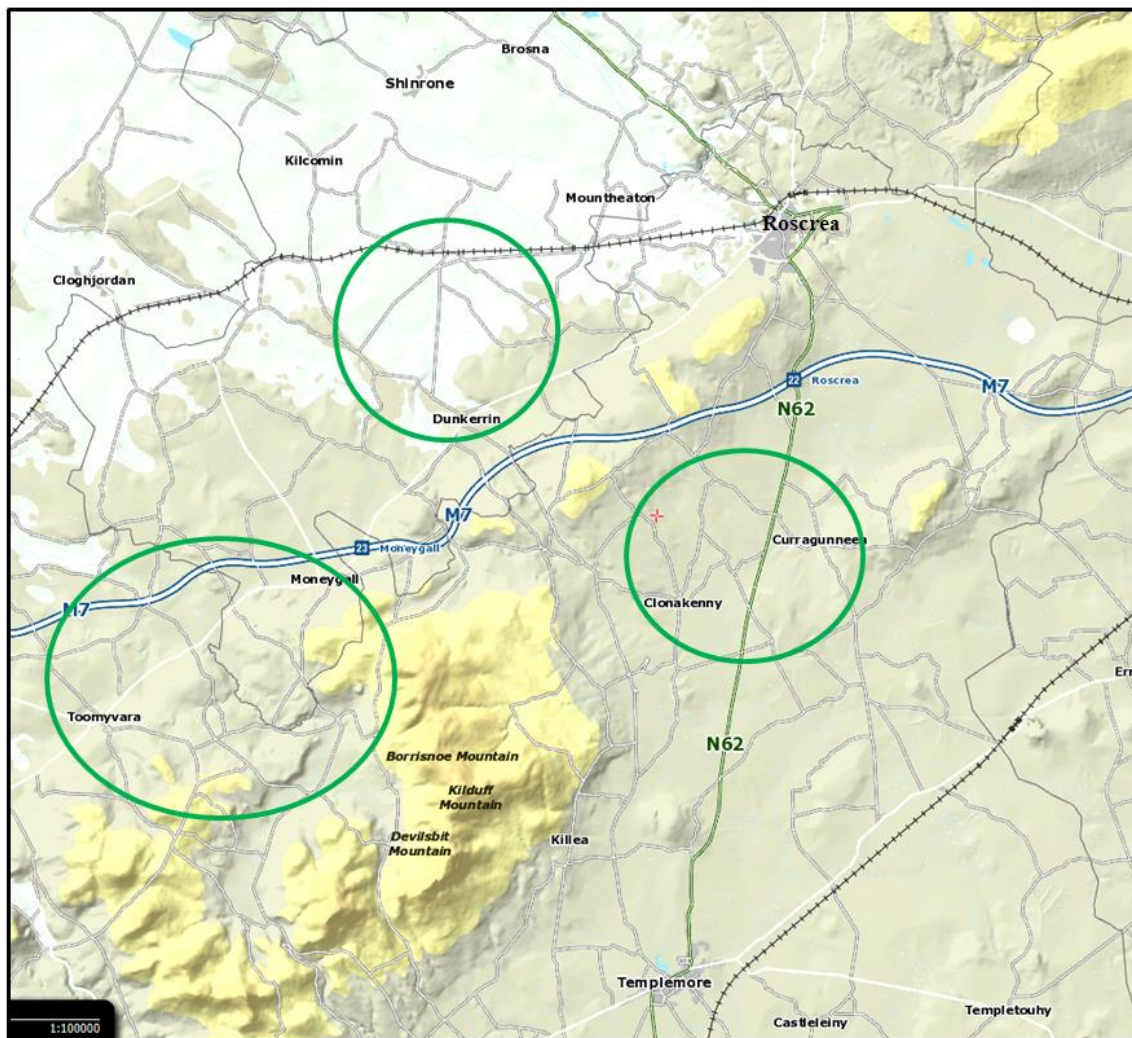 Brosna
Shinrone
Kilcomin
Mountheaton
Roscrea
Cloghjordan
22 Roscrea
M7
N62
Dunkerrin
M7
Curragunneen
23 Moneygall
Moneygall
M7
Clonakenny
Toomyvara
N62
Borrisnoe Mountain
Kilduff
Mountain
Devilsbit
Mountain
Killea
Templemore
Templetouhy
Castleiney
1:100000